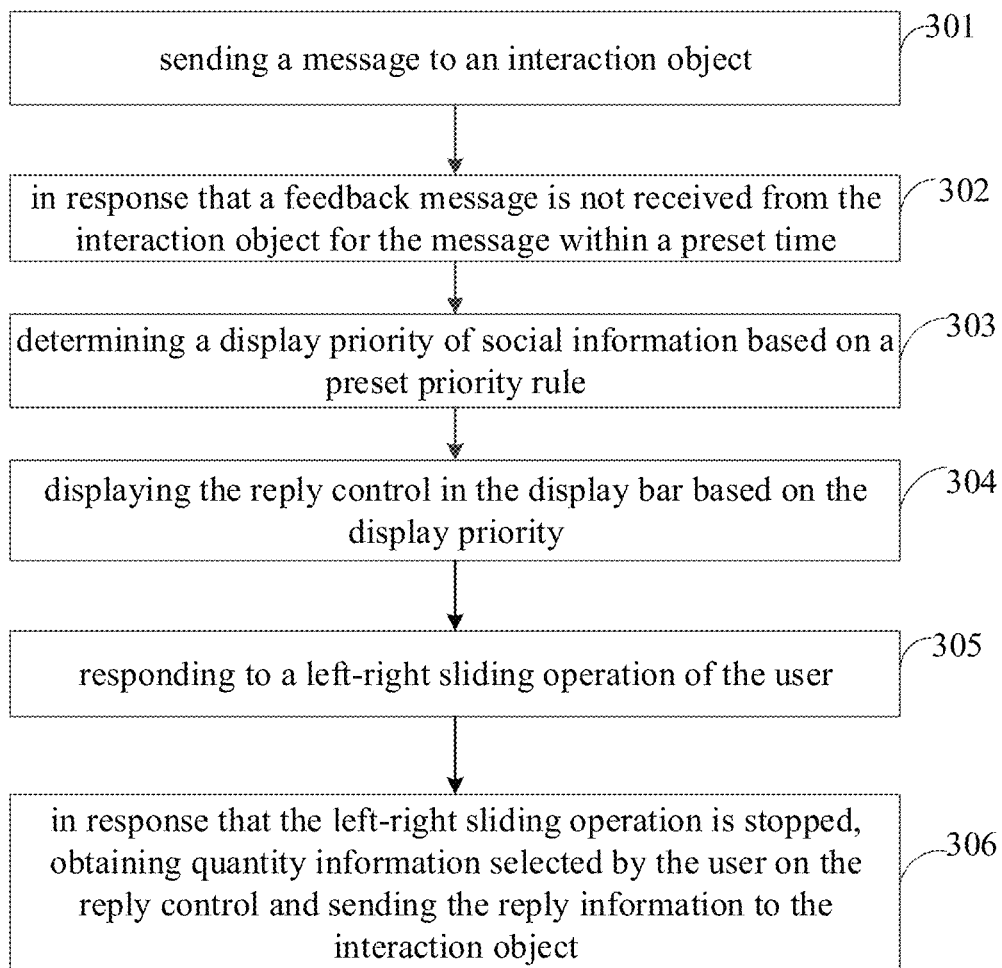 301
sending a message to an interaction object
302
in response that a feedback message is not received from the
interaction object for the message within a preset time
303
determining a display priority of social information based on a
preset priority rule
304
displaying the reply control in the display bar based on the
display priority
305
responding to a left-right sliding operation of the user
306
in response that the left-right sliding operation is stopped,
obtaining quantity information selected by the user on the
reply control and sending the reply information to the
interaction object